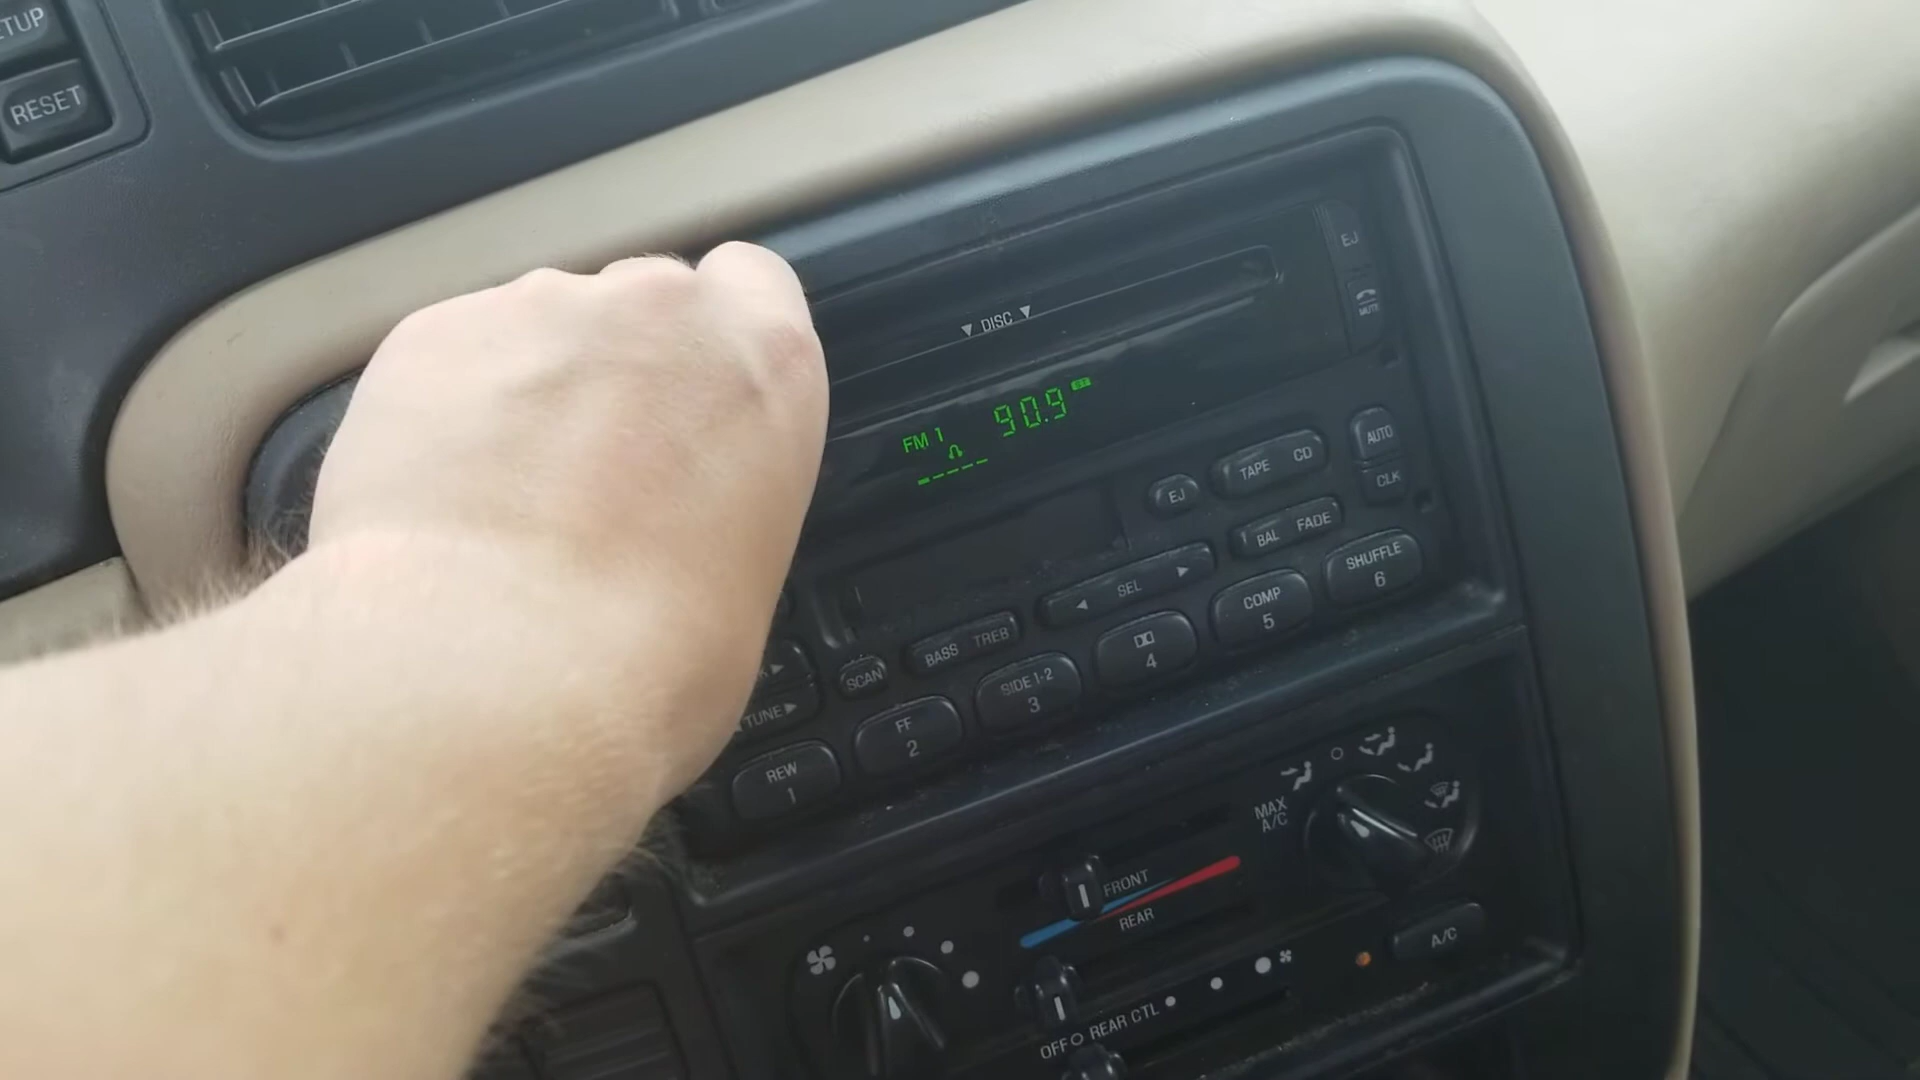 ETUP
RESET
EJ
MUTE
▼ DISC ▼
FM 1 90.9 ST
AUTO
CLK
EJ
TAPE CD
BAL FADE
◄ SEL ►
SHUFFLE
6
COMP
5
4
SIDE 1-2
3
BASS TREB
SCAN
TUNE ►
FF
2
REW
1
MAX
A/C
FRONT
REAR
A/C
OFF REAR CTL